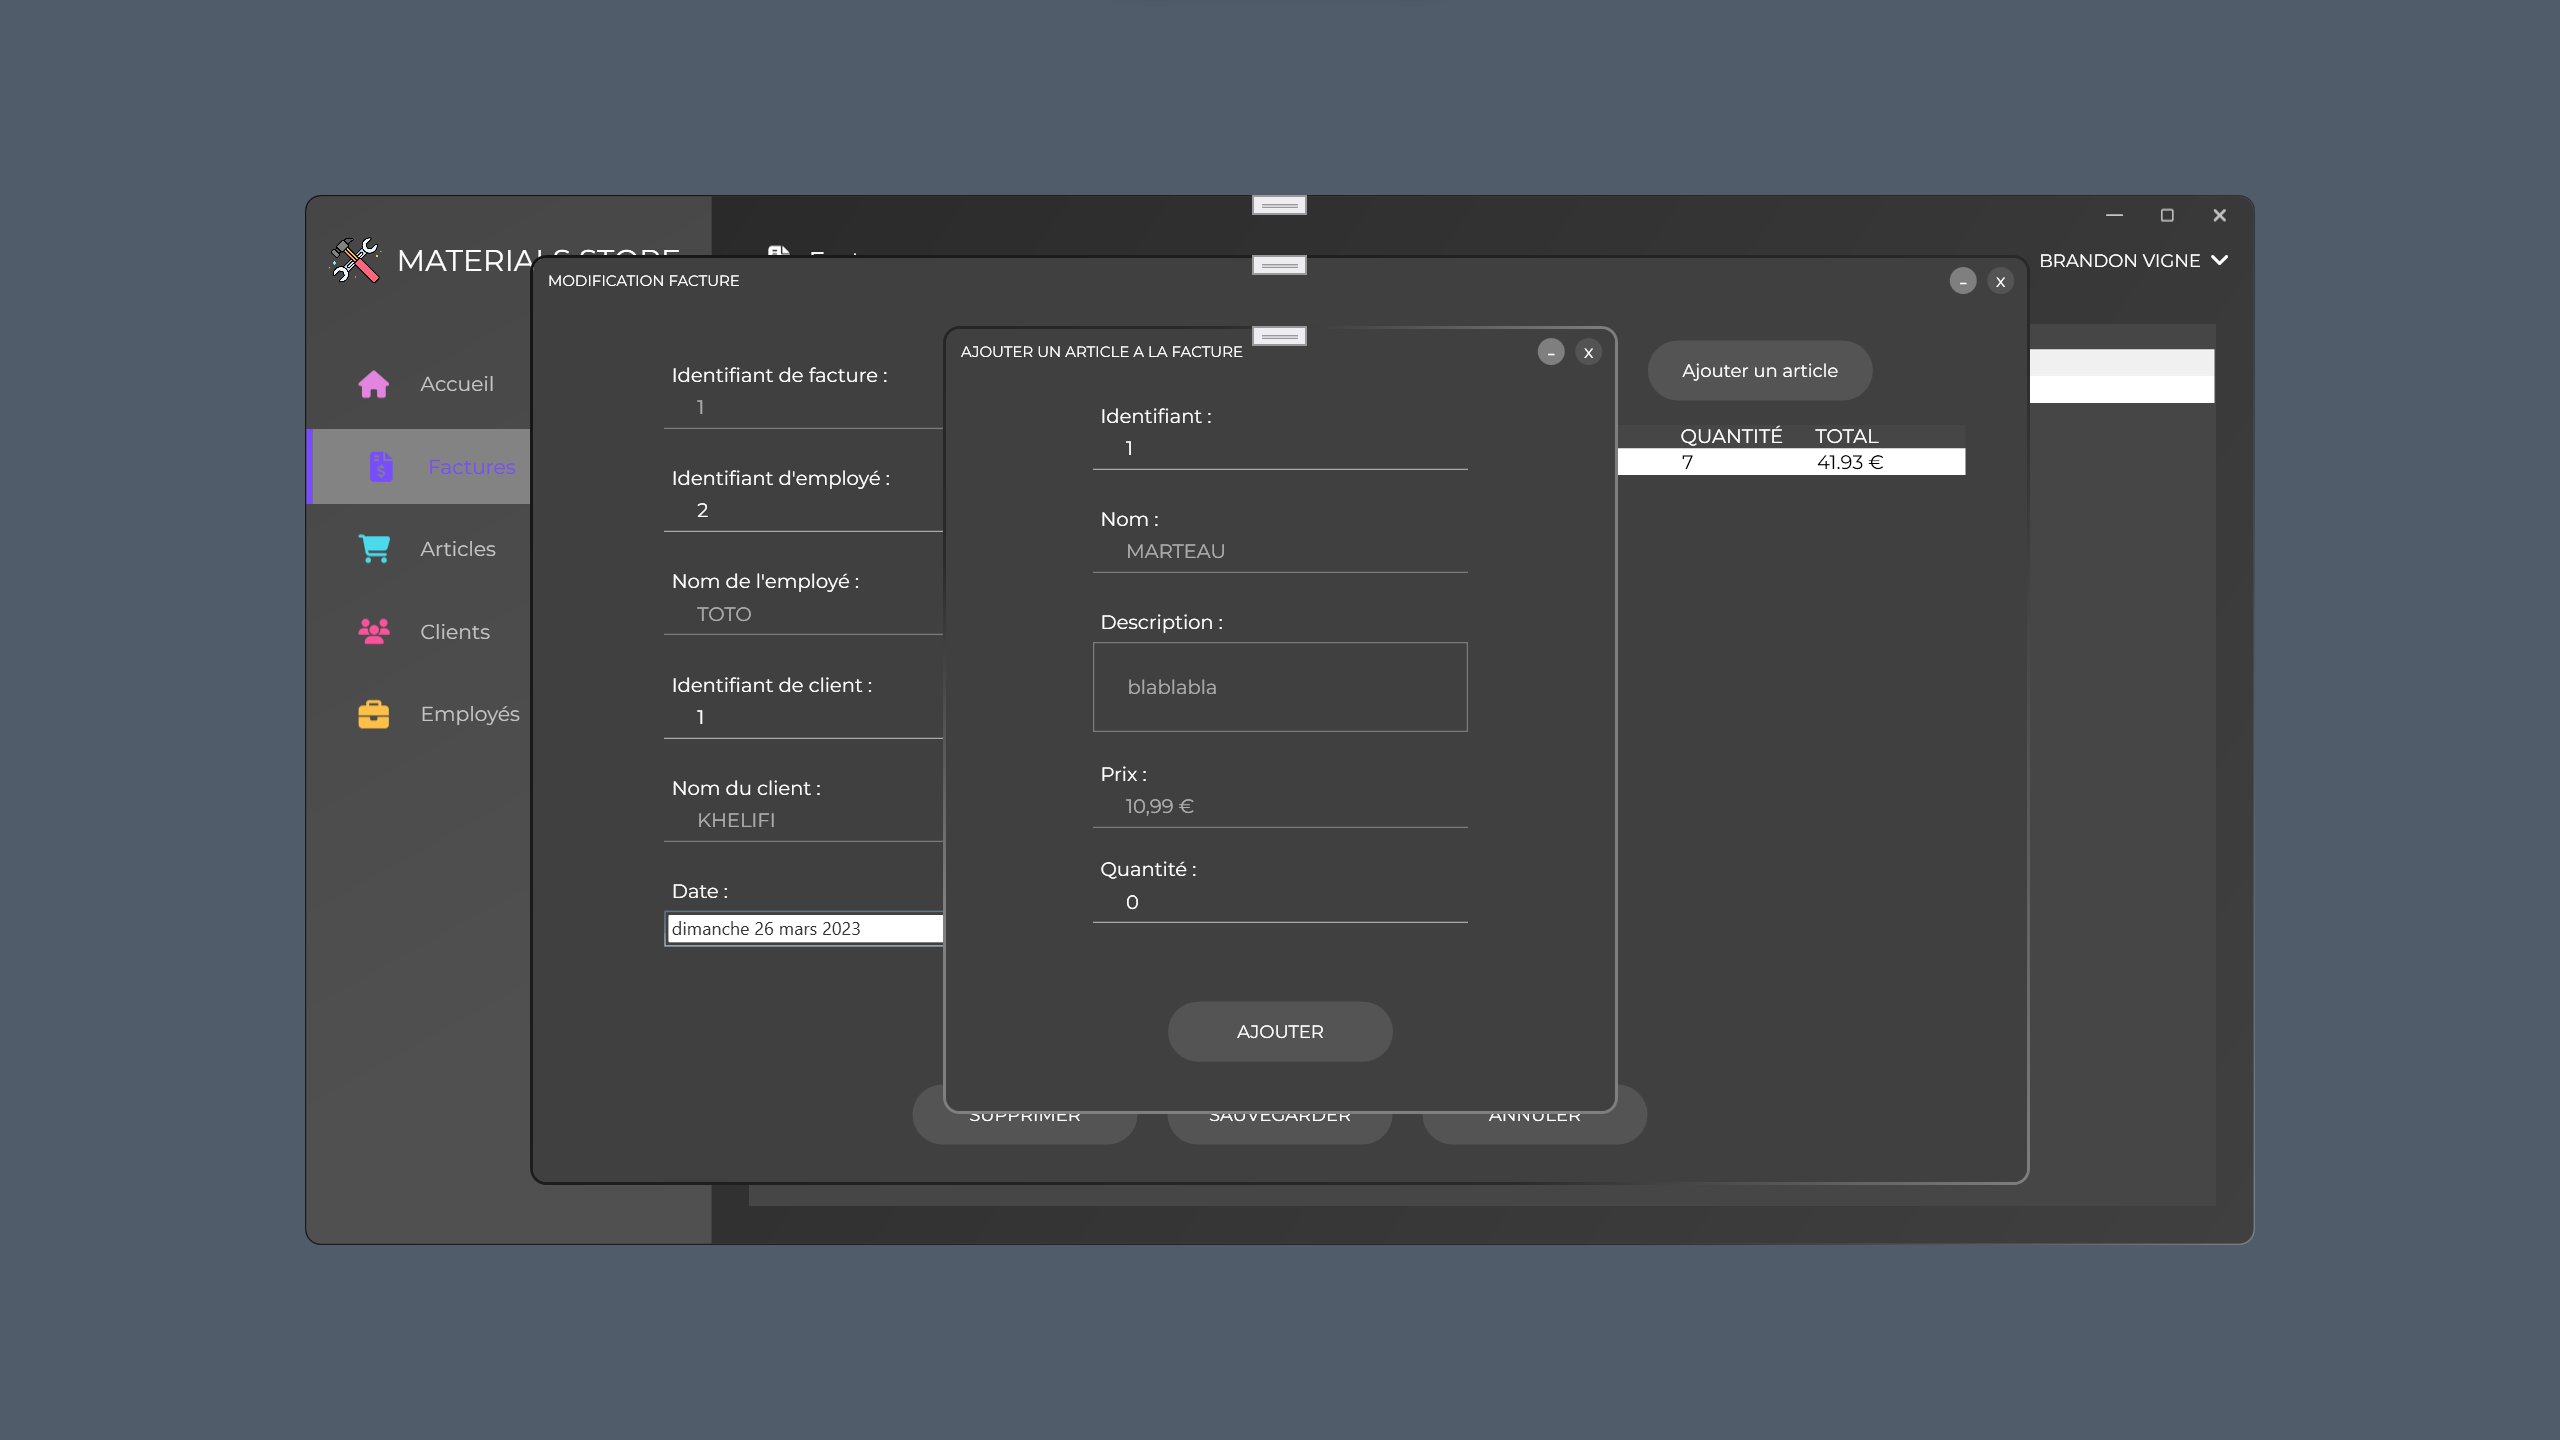 MATERIALS STORE
BRANDON VIGNE
Accueil
Factures
Articles
Clients
Employés
MODIFICATION FACTURE
-
x
Identifiant de facture :
1
Identifiant d'employé :
2
Nom de l'employé :
TOTO
Identifiant de client :
1
Nom du client :
KHELIFI
Date :
dimanche 26 mars 2023
Ajouter un article
QUANTITÉ TOTAL
7 41.93 €
SUPPRIMER
SAUVEGARDER
ANNULER
AJOUTER UN ARTICLE A LA FACTURE
-
x
Identifiant :
1
Nom :
MARTEAU
Description :
blablabla
Prix :
10,99 €
Quantité :
0
AJOUTER